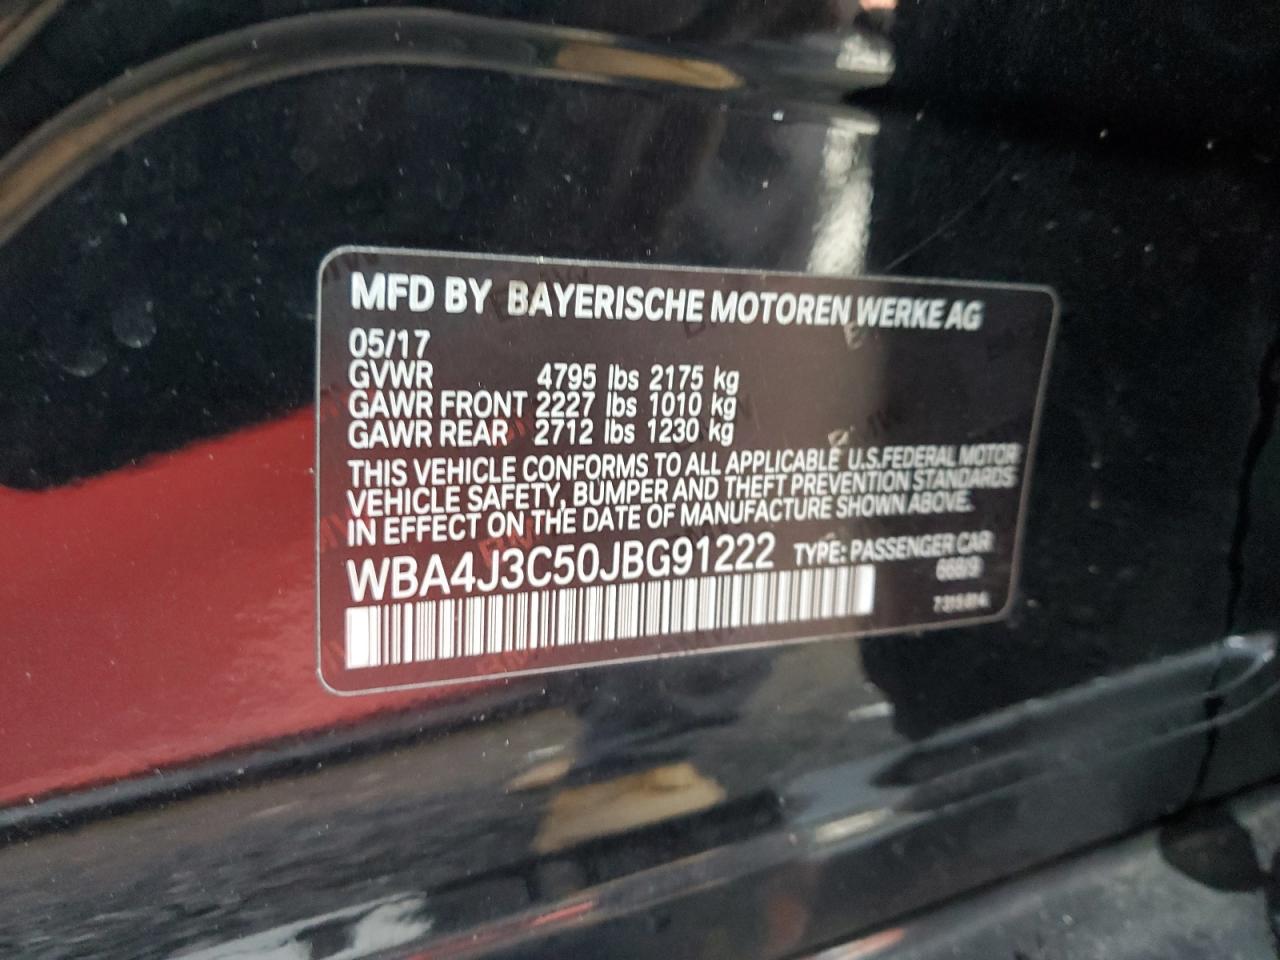 MFD BY BAYERISCHE MOTOREN WERKE AG
05/17
GVWR 4795 lbs 2175 kg
GAWR FRONT 2227 lbs 1010 kg
GAWR REAR 2712 lbs 1230 kg
THIS VEHICLE CONFORMS TO ALL APPLICABLE U.S.FEDERAL MOTOR
VEHICLE SAFETY, BUMPER AND THEFT PREVENTION STANDARDS
IN EFFECT ON THE DATE OF MANUFACTURE SHOWN ABOVE.
WBA4J3C50JBG91222 TYPE: PASSENGER CAR
668/9